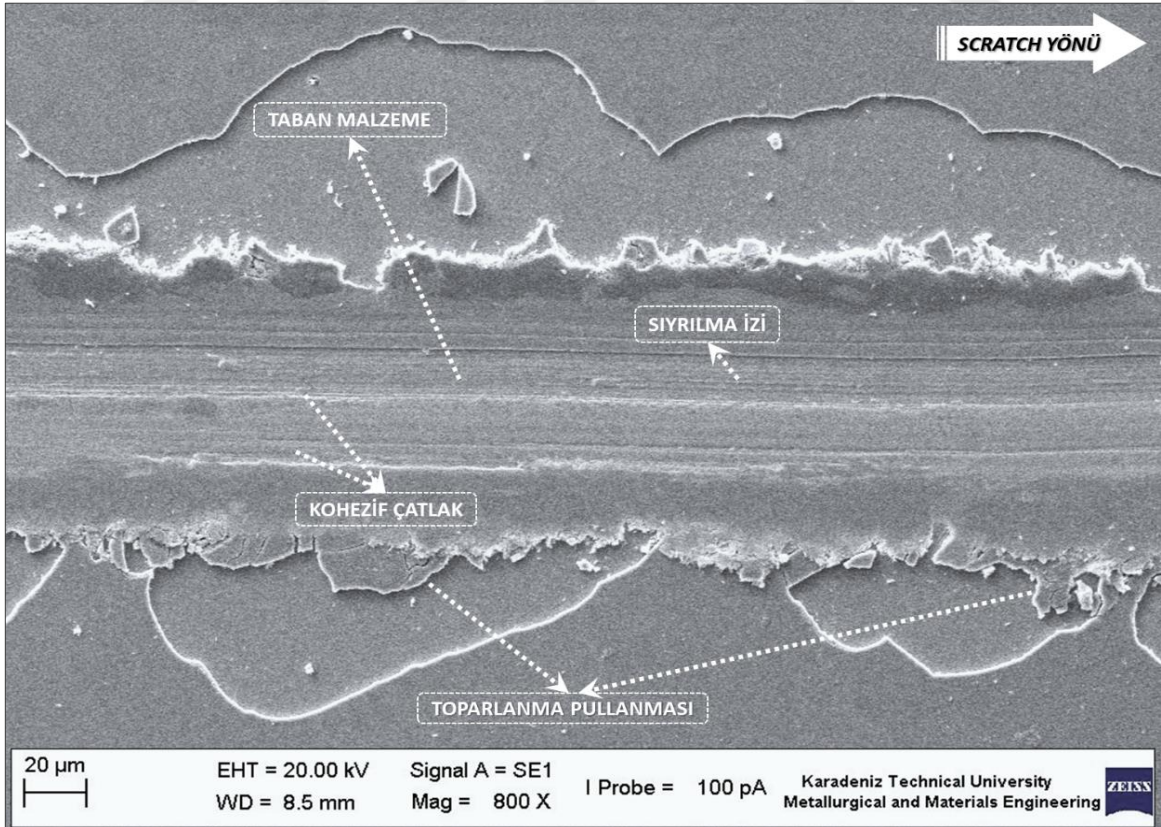 SCRATCH YÖNÜ
TABAN MALZEME
SIYRILMA İZİ
KOHEZİF ÇATLAK
TOPARLANMA PULLANMASI
20 µm
EHT = 20.00 kV
WD = 8.5 mm
Signal A = SE1
Mag = 800 X
I Probe = 100 pA
Karadeniz Technical University
Metallurgical and Materials Engineering
ZEISS